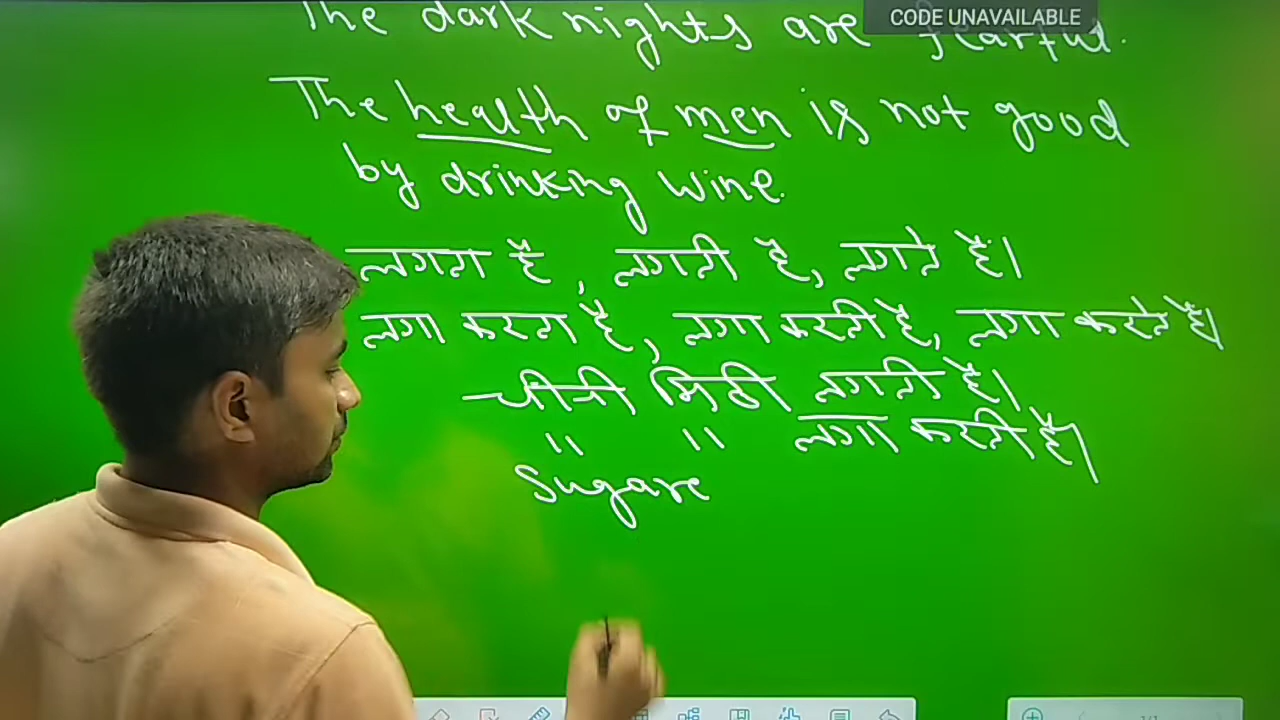 CODE UNAVAILABLE
The dark nights are fearful.
The health of men is not good
by drinking wine.
लगता है, लगती है, लगते हैं।
लगा करता है, लगा करती है, लगा करते हैं।
चीनी मिठी लगती है।
" " लगा करती है।
Sugare